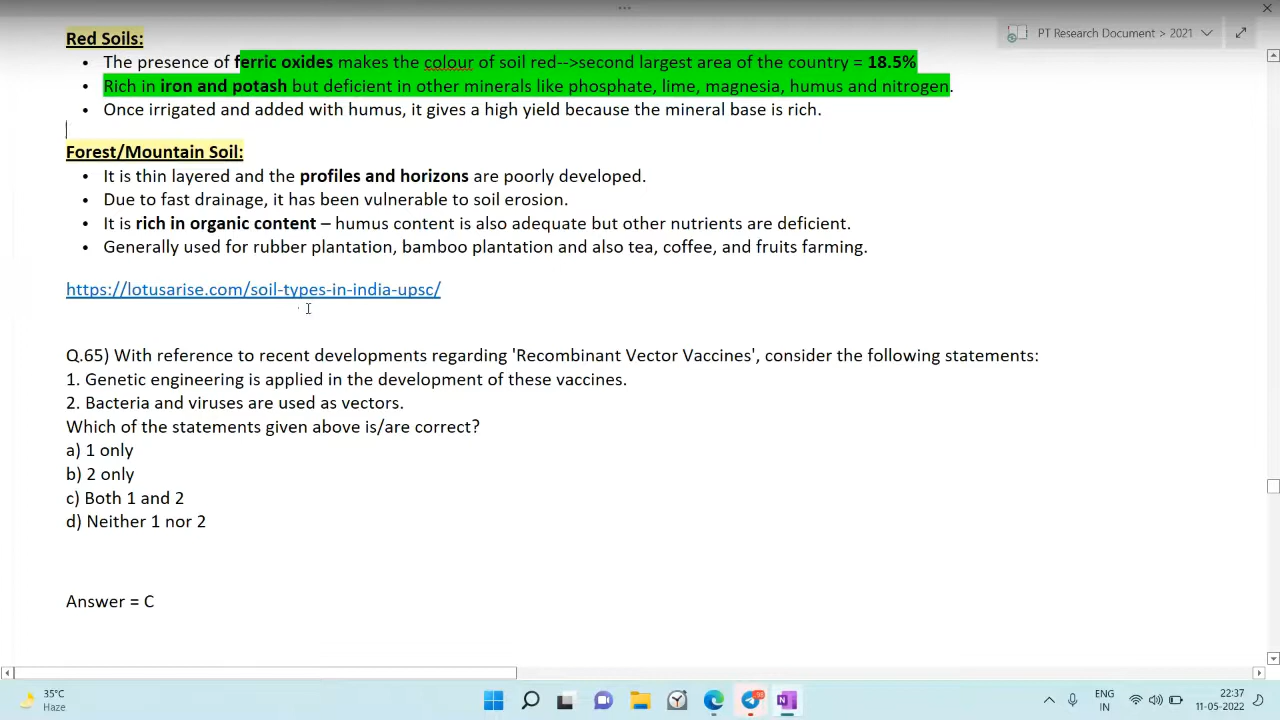 PT Research Document > 2021
Red Soils:
• The presence of ferric oxides makes the colour of soil red-->second largest area of the country = 18.5%
• Rich in iron and potash but deficient in other minerals like phosphate, lime, magnesia, humus and nitrogen.
• Once irrigated and added with humus, it gives a high yield because the mineral base is rich.
Forest/Mountain Soil:
• It is thin layered and the profiles and horizons are poorly developed.
• Due to fast drainage, it has been vulnerable to soil erosion.
• It is rich in organic content – humus content is also adequate but other nutrients are deficient.
• Generally used for rubber plantation, bamboo plantation and also tea, coffee, and fruits farming.
https://lotusarise.com/soil-types-in-india-upsc/
Q.65) With reference to recent developments regarding 'Recombinant Vector Vaccines', consider the following statements:
1. Genetic engineering is applied in the development of these vaccines.
2. Bacteria and viruses are used as vectors.
Which of the statements given above is/are correct?
a) 1 only
b) 2 only
c) Both 1 and 2
d) Neither 1 nor 2
Answer = C
35°C
Haze
ENG
IN
22:37
11-05-2022